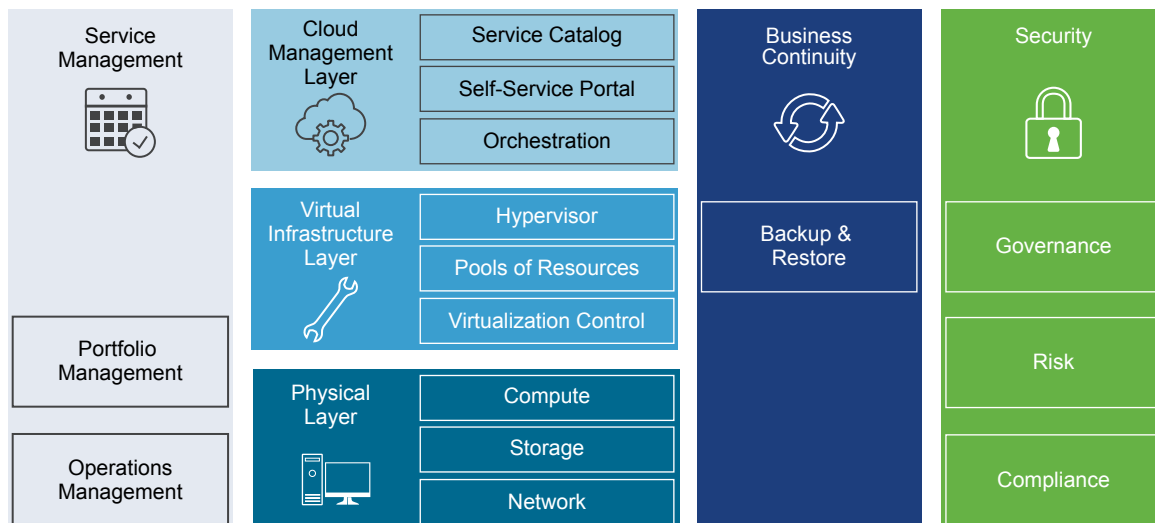 Service
Management
Portfolio
Management
Operations
Management
Cloud
Management
Layer
Service Catalog
Self-Service Portal
Orchestration
Virtual
Infrastructure
Layer
Hypervisor
Pools of Resources
Virtualization Control
Physical
Layer
Compute
Storage
Network
Business
Continuity
Backup &
Restore
Security
Governance
Risk
Compliance